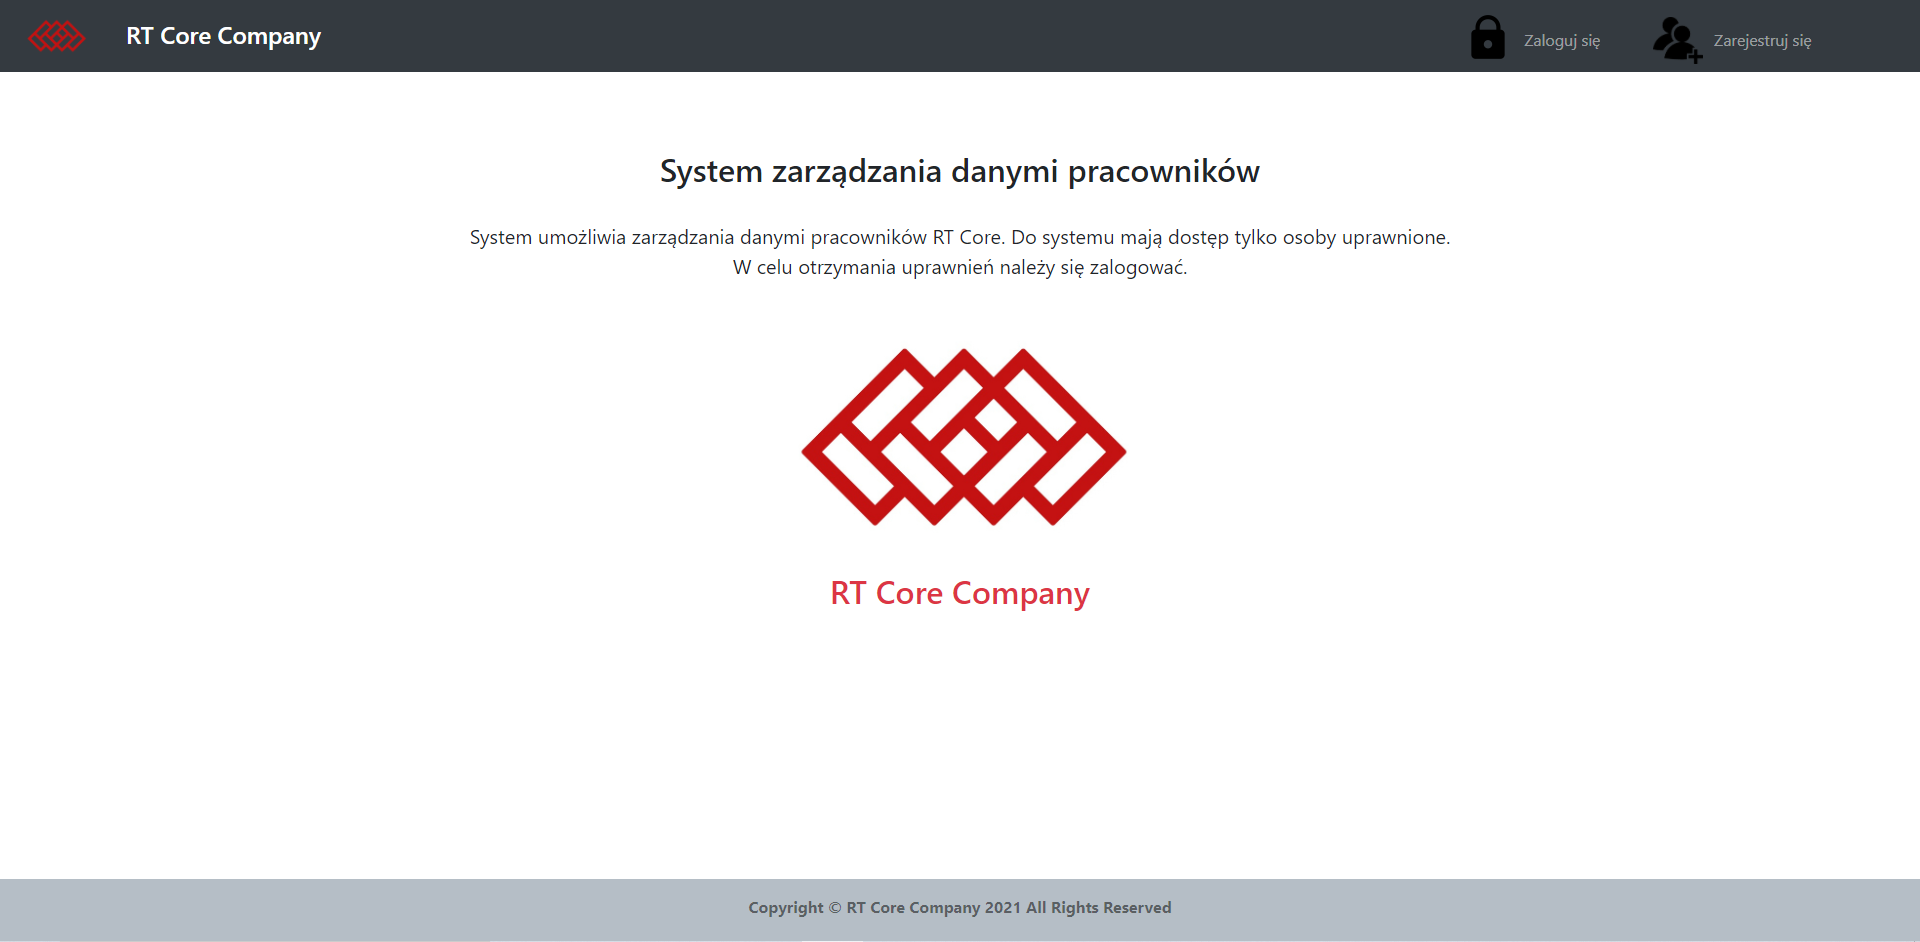 RT Core Company
Zaloguj się
Zarejestruj się
System zarządzania danymi pracowników
System umożliwia zarządzania danymi pracowników RT Core. Do systemu mają dostęp tylko osoby uprawnione.
W celu otrzymania uprawnień należy się zalogować.
RT Core Company
Copyright © RT Core Company 2021 All Rights Reserved